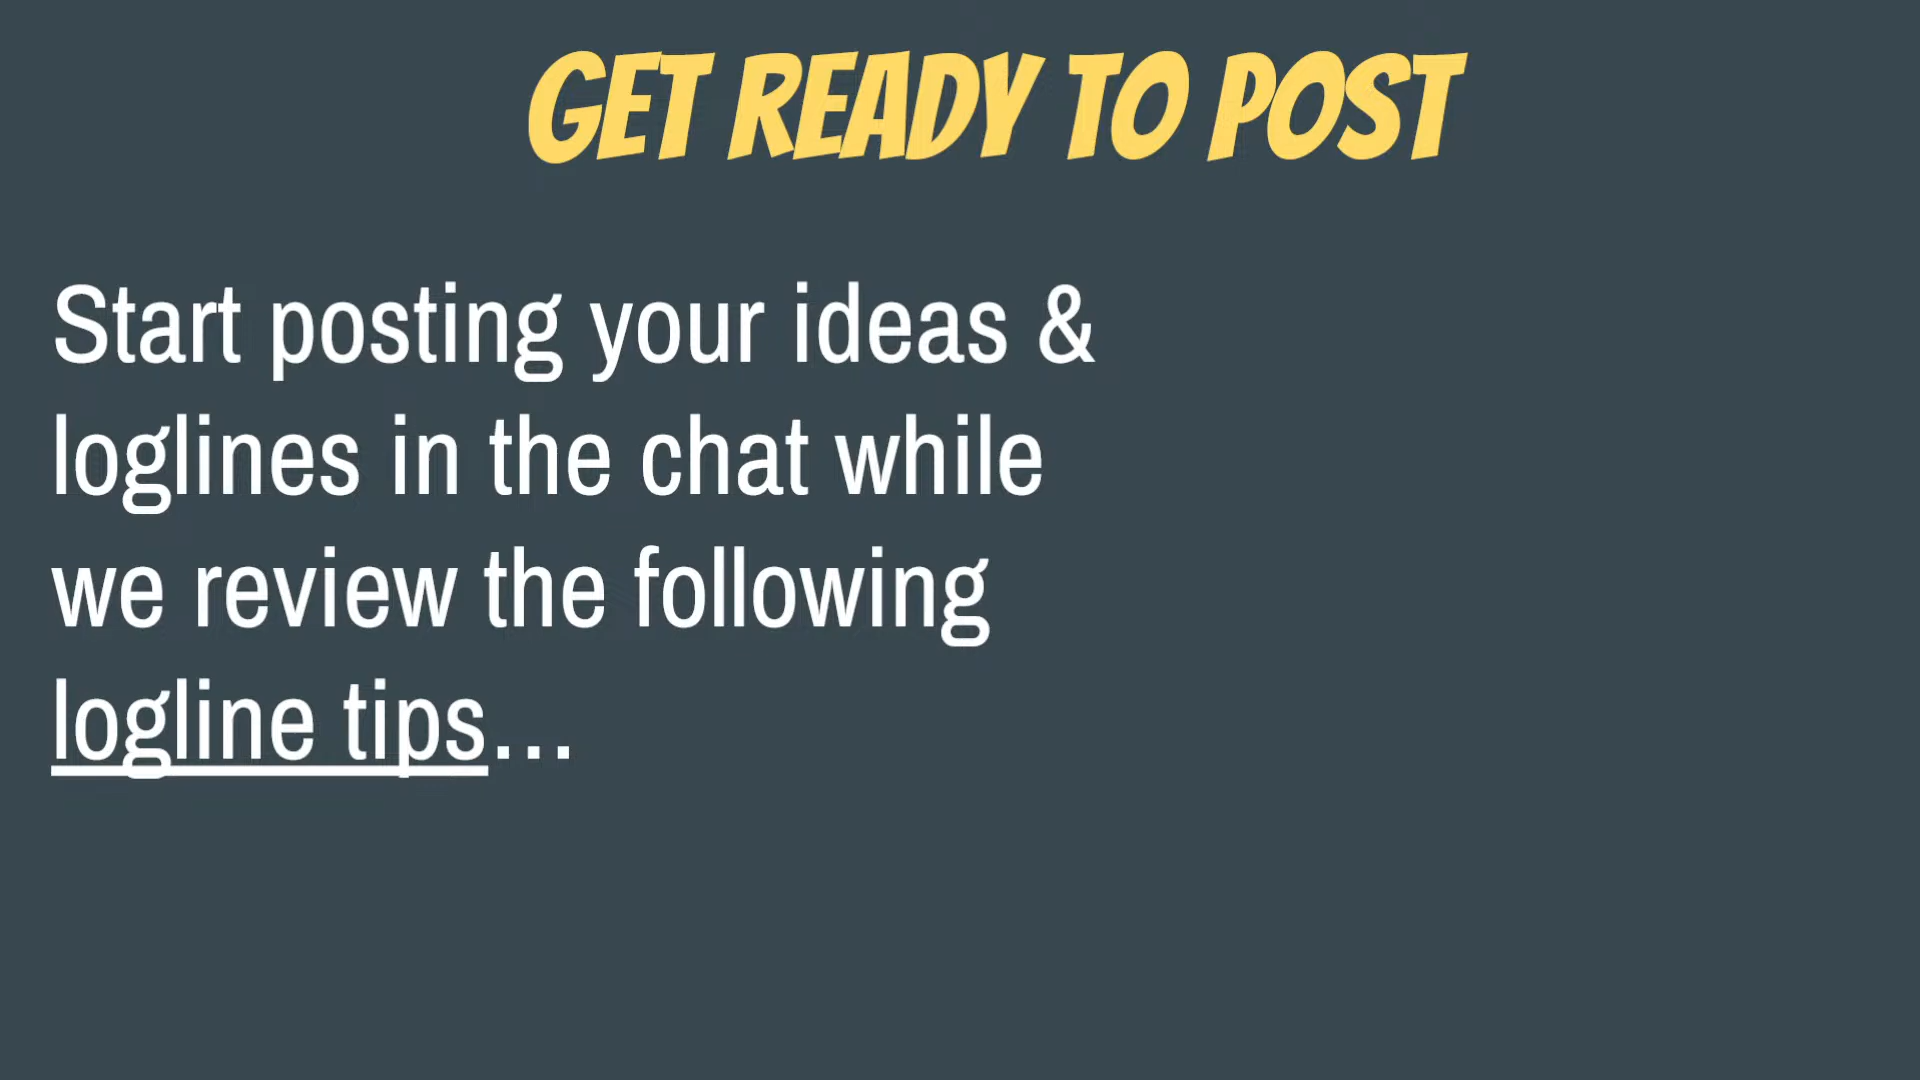 GET READY TO POST
Start posting your ideas &
loglines in the chat while
we review the following
logline tips...